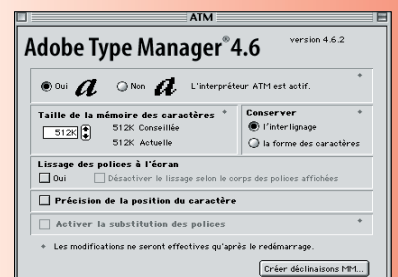 ATM
Adobe Type Manager®4.6 version 4.6.2
Oui a Non a L'interpréteur ATM est actif. +
Taille de la mémoire des caractères +
512K
512K Conseillée
512K Actuelle
Conserver +
l'interlignage
la forme des caractères
Lissage des polices à l'écran
Oui Désactiver le lissage selon le corps des polices affichées
Précision de la position du caractère
Activer la substitution des polices +
+ Les modifications ne seront effectives qu'après le redémarrage.
Créer déclinaisons MM...